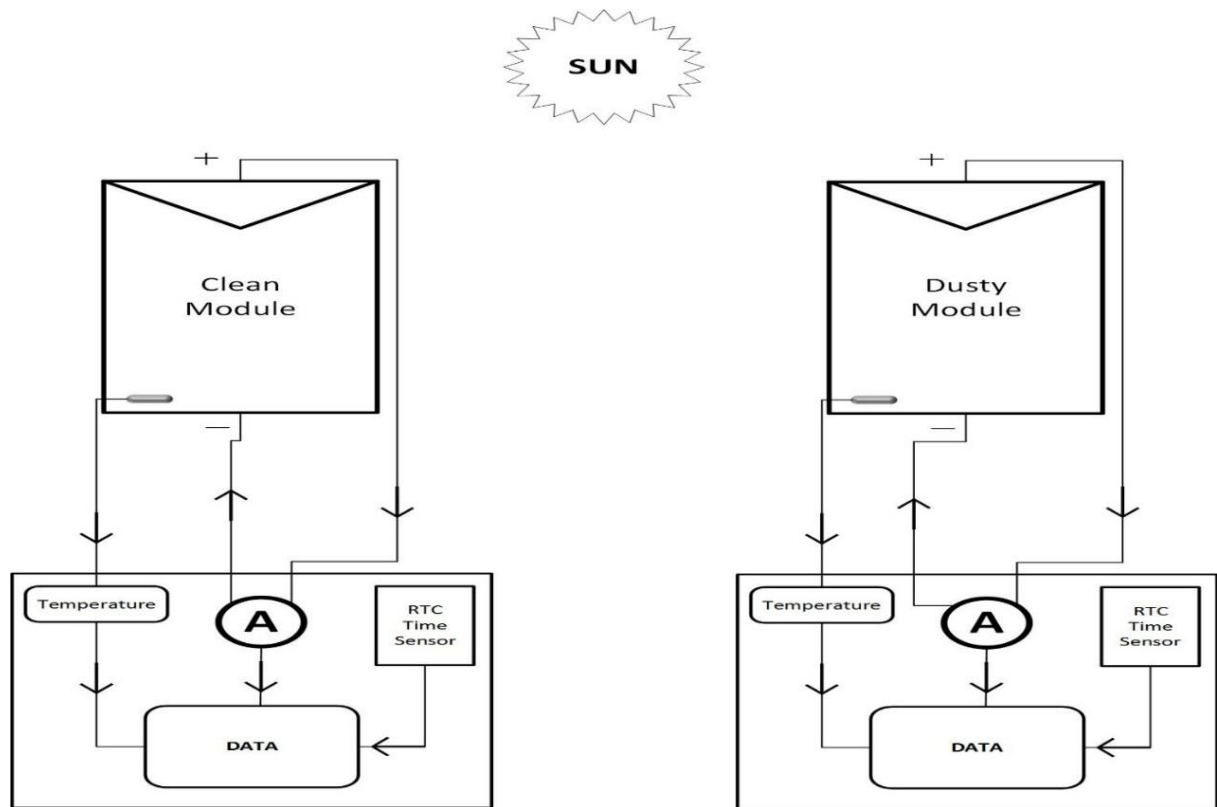 SUN
+
Clean
Module
—
Temperature
A
RTC
Time
Sensor
DATA
+
Dusty
Module
—
Temperature
A
RTC
Time
Sensor
DATA